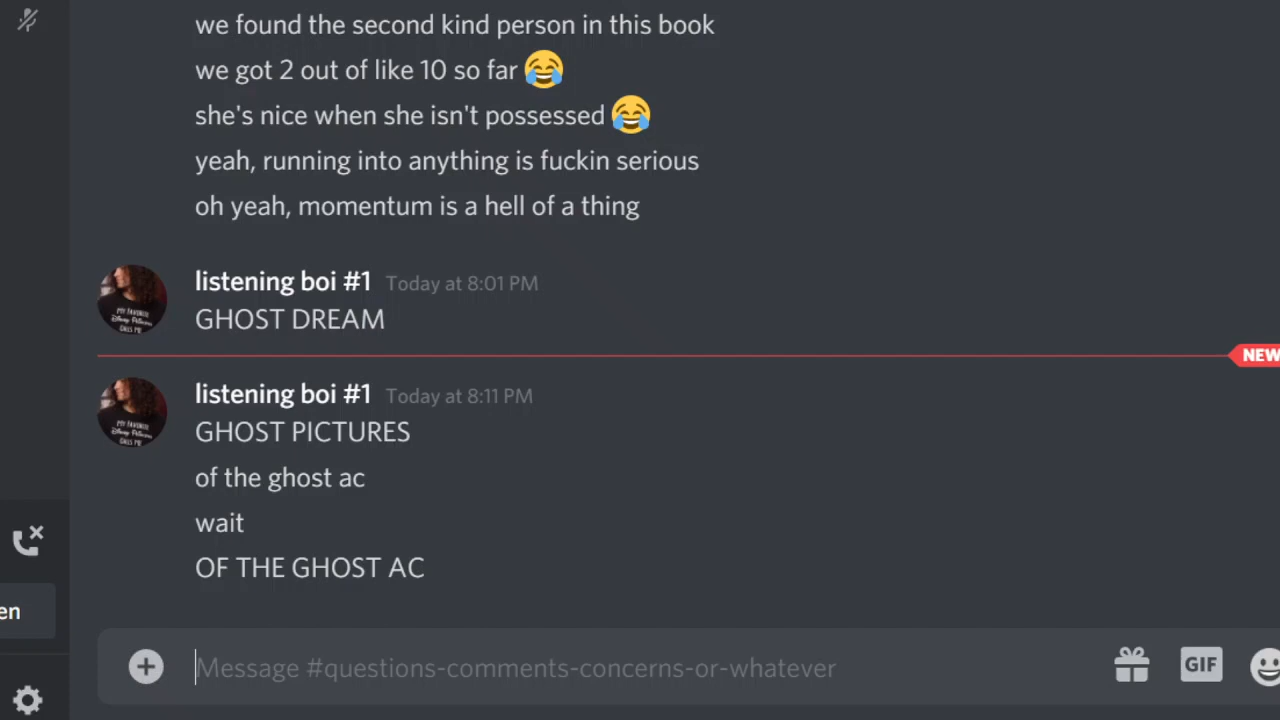 we found the second kind person in this book
we got 2 out of like 10 so far 😂
she's nice when she isn't possessed 😂
yeah, running into anything is fuckin serious
oh yeah, momentum is a hell of a thing
listening boi #1 Today at 8:01 PM
GHOST DREAM
NEW
listening boi #1 Today at 8:11 PM
GHOST PICTURES
of the ghost ac
wait
OF THE GHOST AC
en
Message #questions-comments-concerns-or-whatever
GIF